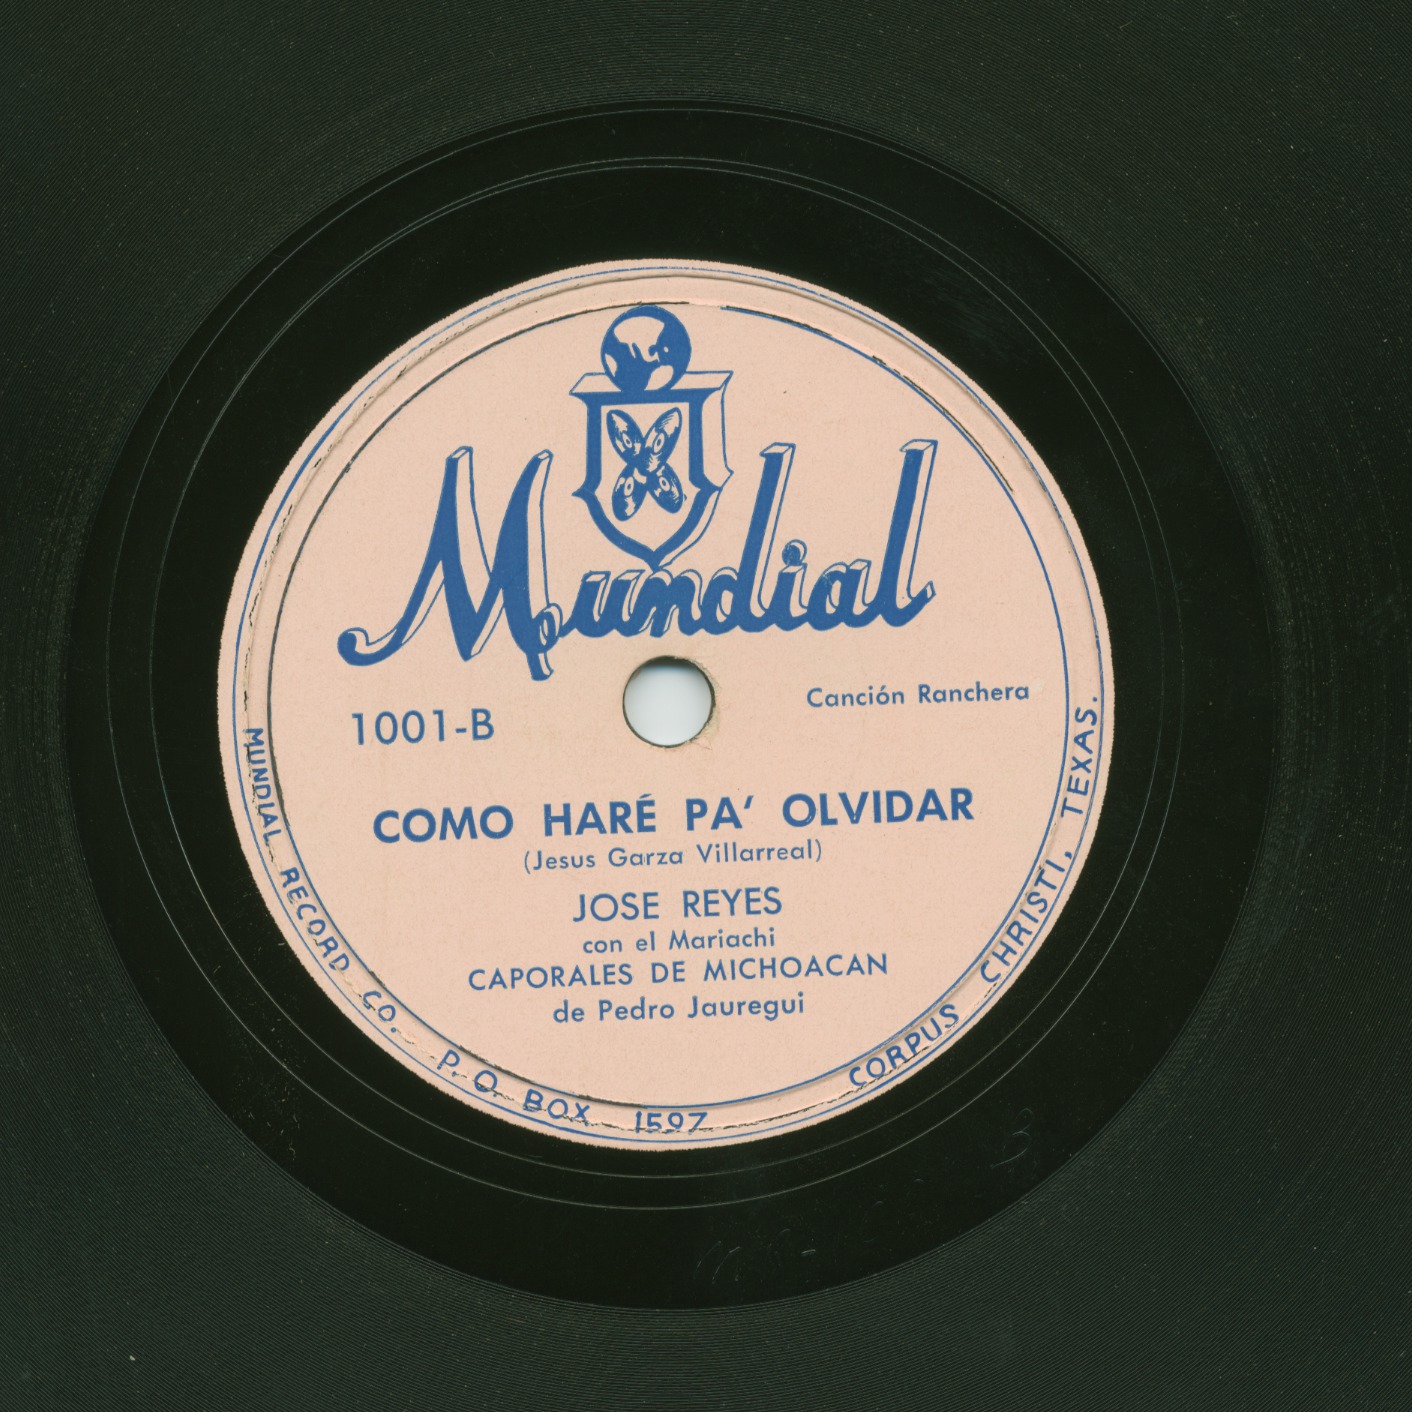 Mundial
1001-B
Canción Ranchera
COMO HARÉ PA' OLVIDAR
(Jesus Garza Villarreal)
JOSE REYES
con el Mariachi
CAPORALES DE MICHOACAN
de Pedro Jauregui
MUNDIAL RECORD CO. P.O. BOX 1597 CORPUS CHRISTI, TEXAS.